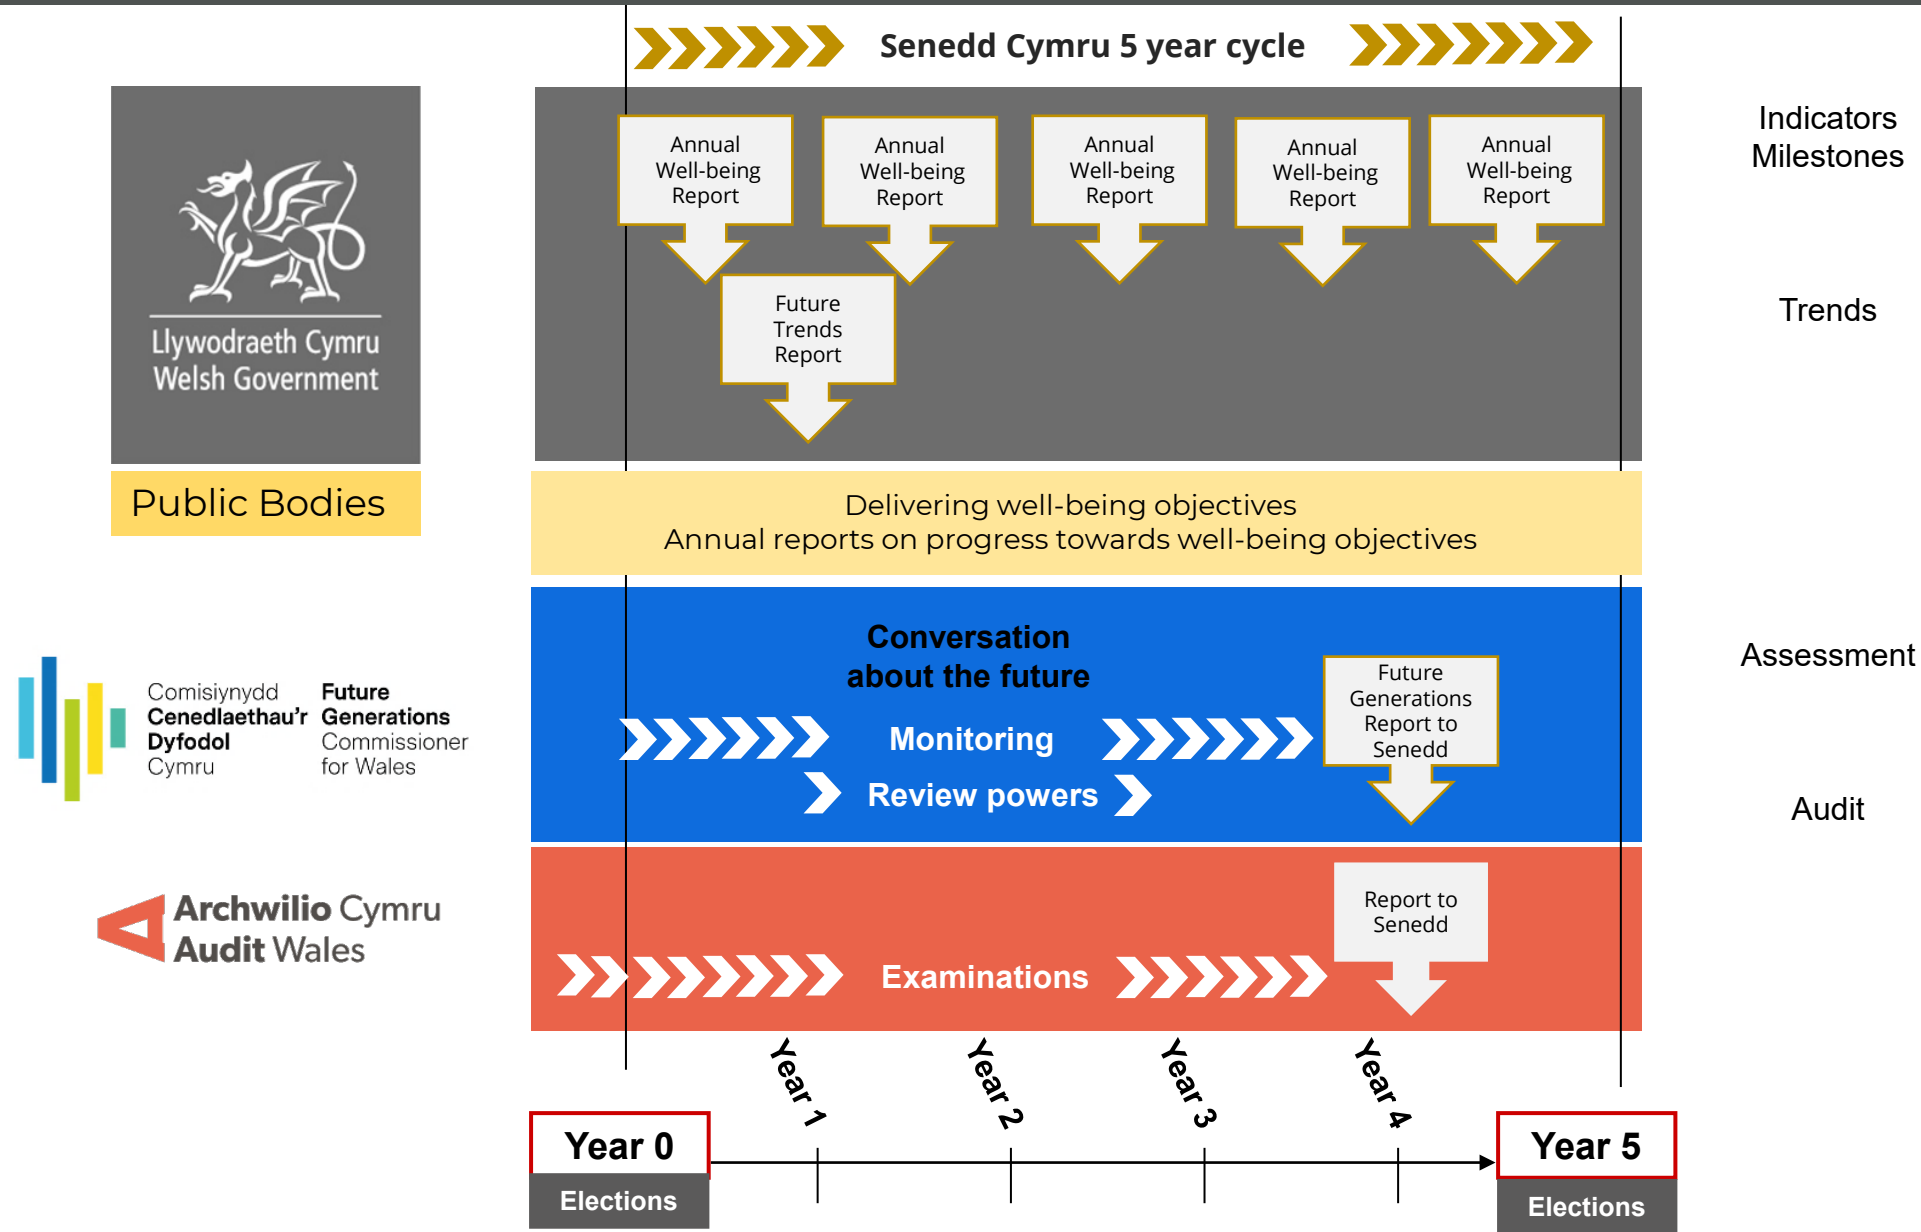 Senedd Cymru 5 year cycle
Llywodraeth Cymru
Welsh Government
Annual
Well-being
Report
Annual
Well-being
Report
Annual
Well-being
Report
Annual
Well-being
Report
Annual
Well-being
Report
Indicators
Milestones
Future
Trends
Report
Trends
Public Bodies
Delivering well-being objectives
Annual reports on progress towards well-being objectives
Comisiynydd
Cenedlaethau'r
Dyfodol
Cymru
Future
Generations
Commissioner
for Wales
Conversation
about the future
Monitoring
Review powers
Future
Generations
Report to
Senedd
Assessment
Audit
Archwilio Cymru
Audit Wales
Examinations
Report to
Senedd
Year 1
Year 2
Year 3
Year 4
Year 0
Elections
Year 5
Elections